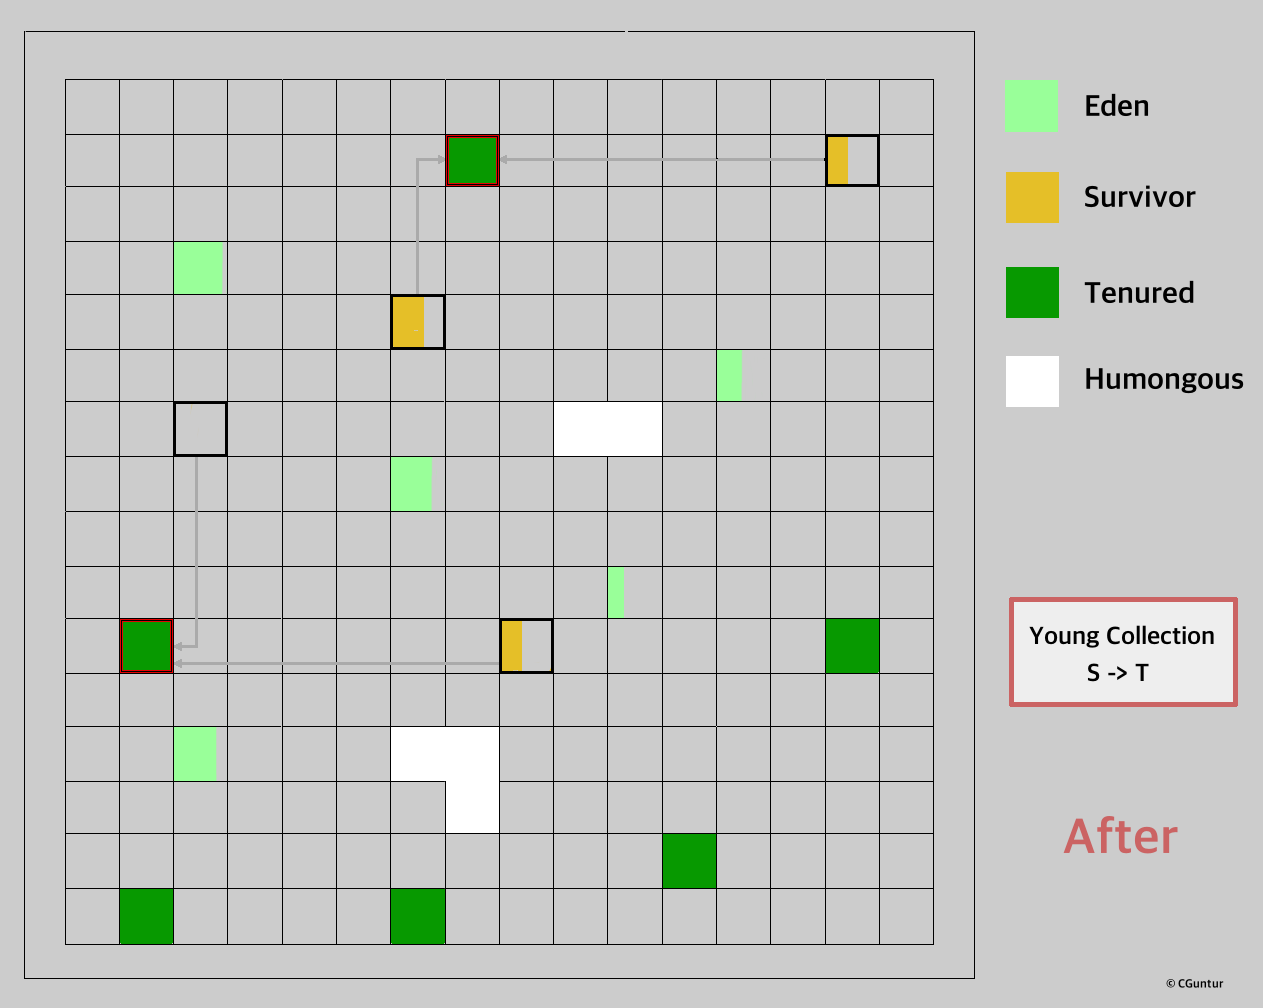 Eden
Survivor
Tenured
Humongous
Young Collection
S -> T
After
© CGuntur